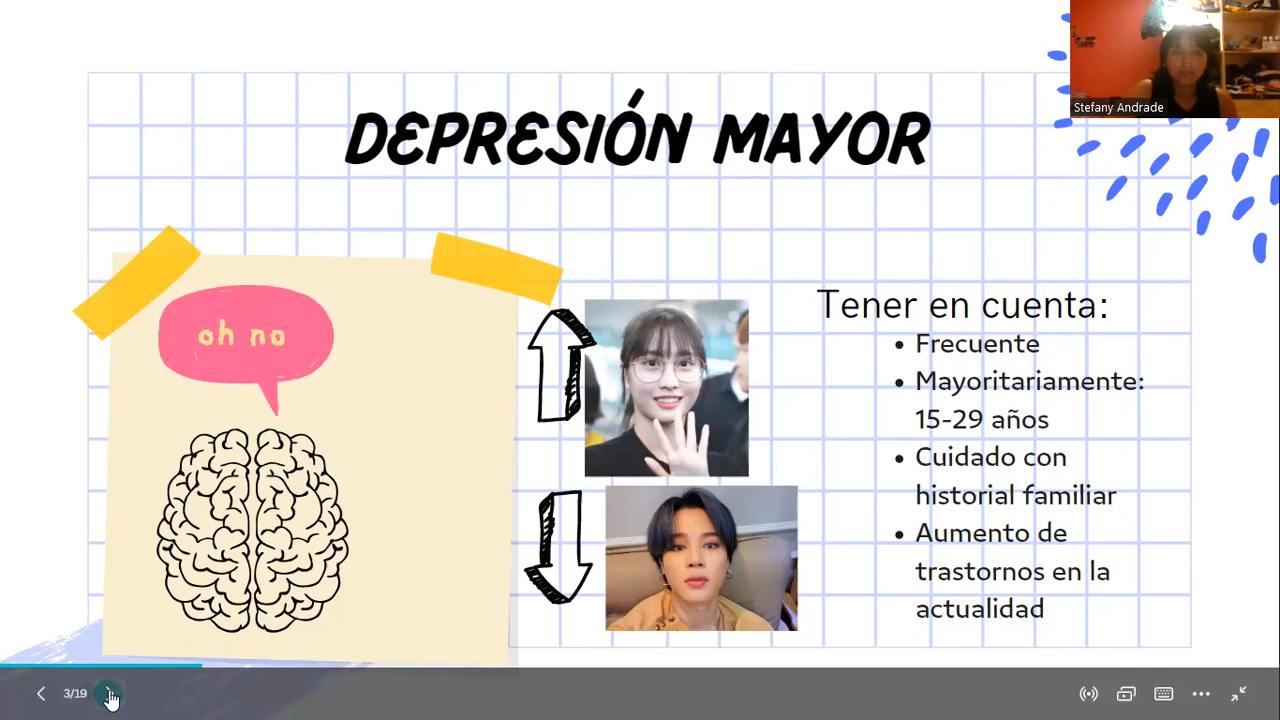 Stefany Andrade
DEPRESIÓN MAYOR
oh no
Tener en cuenta:
• Frecuente
• Mayoritariamente:
15-29 años
• Cuidado con
historial familiar
• Aumento de
trastornos en la
actualidad
3/19